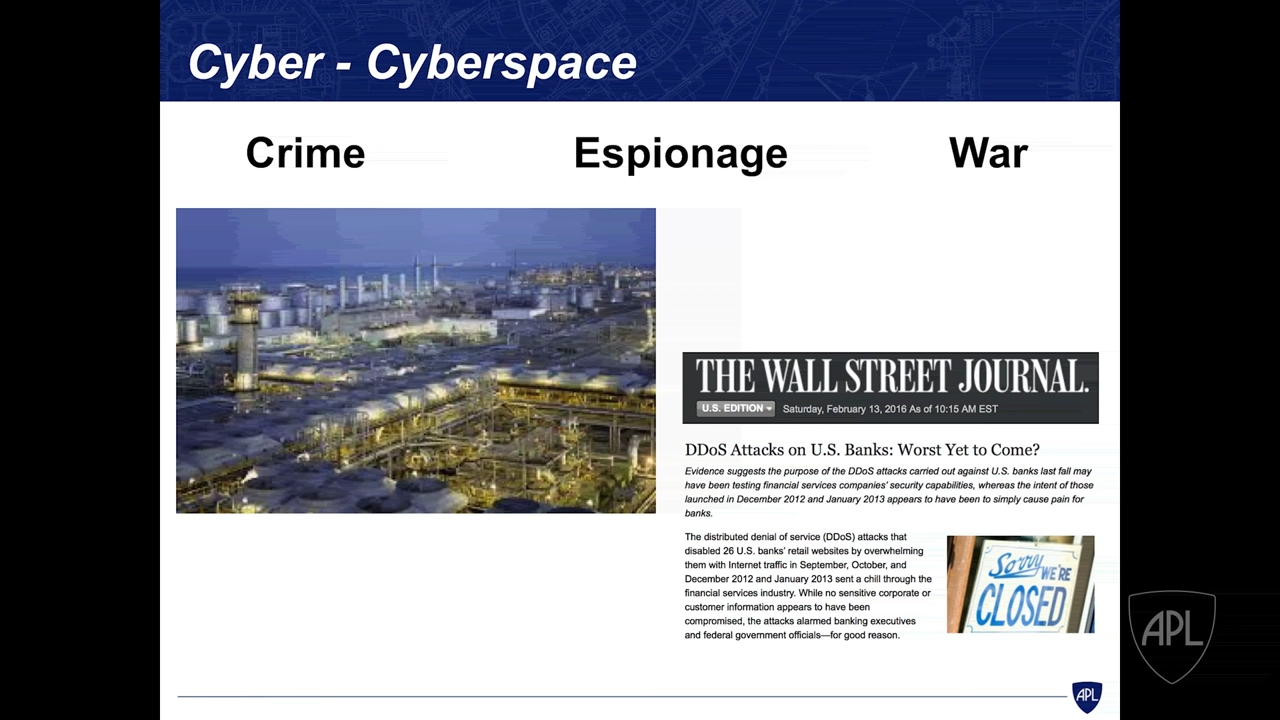 Cyber - Cyberspace
Crime
Espionage
War
THE WALL STREET JOURNAL.
U.S. EDITION
Saturday, February 13, 2016 As of 10:15 AM EST
DDoS Attacks on U.S. Banks: Worst Yet to Come?
Evidence suggests the purpose of the DDoS attacks carried out against U.S. banks last fall may
have been testing financial services companies' security capabilities, whereas the intent of those
launched in December 2012 and January 2013 appears to have been to simply cause pain for
banks.
The distributed denial of service (DDoS) attacks that
disabled 26 U.S. banks' retail websites by overwhelming
them with Internet traffic in September, October, and
December 2012 and January 2013 sent a chill through the
financial services industry. While no sensitive corporate or
customer information appears to have been
compromised, the attacks alarmed banking executives
and federal government officials—for good reason.
Sorry
WE'RE
CLOSED
APL
APL